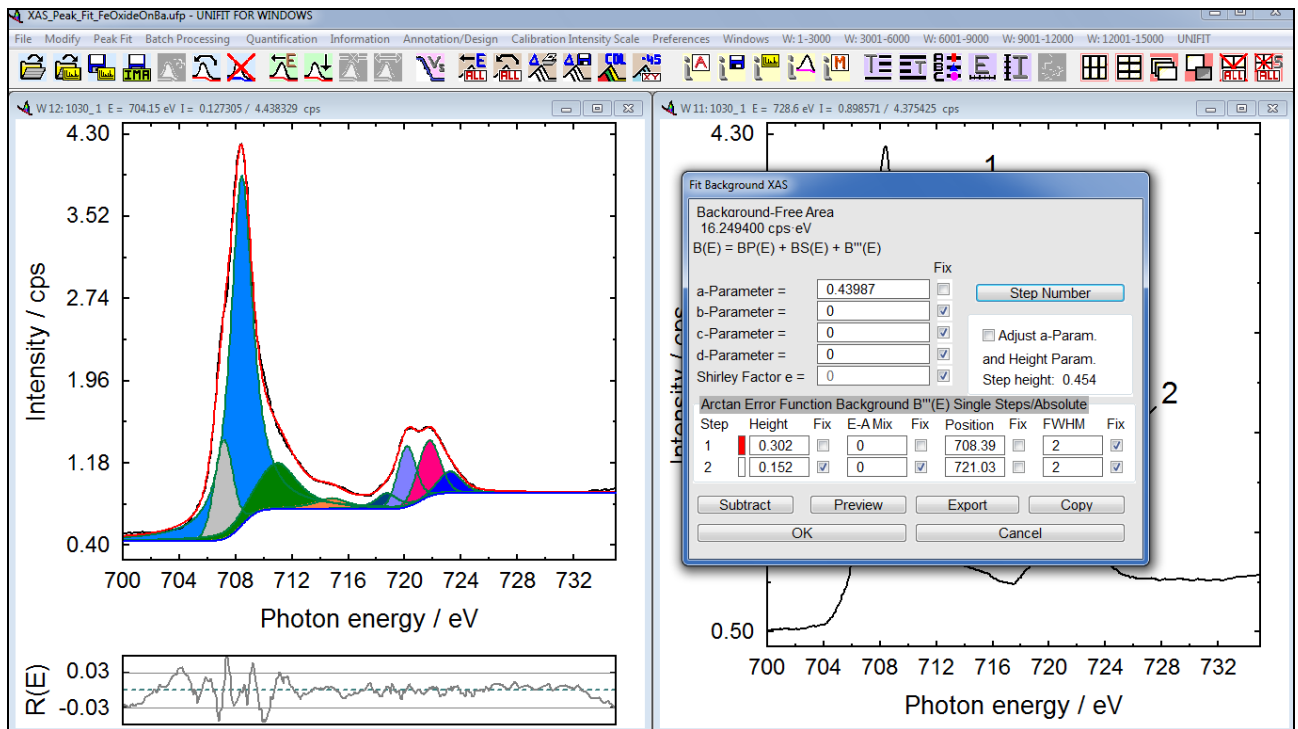 XAS_Peak_Fit_FeOxideOnBa.ufp - UNIFIT FOR WINDOWS
File Modify Peak Fit Batch Processing Quantification Information Annotation/Design Calibration Intensity Scale Preferences Windows W: 1-3000 W: 3001-6000 W: 6001-9000 W: 9001-12000 W: 12001-15000 UNIFIT
W 12: 1030_1 E = 704.15 eV I = 0.127305 / 4.438329 cps
4.30
3.52
2.74
1.96
1.18
0.40
Intensity / cps
700 704 708 712 716 720 724 728 732
Photon energy / eV
R(E)
0.03
-0.03
W 11: 1030_1 E = 728.6 eV I = 0.898571 / 4.375425 cps
4.30
0.50
1
2
700 704 708 712 716 720 724 728 732
Photon energy / eV
Fit Background XAS
Background-Free Area
16.249400 cps·eV
B(E) = BP(E) + BS(E) + B'''(E)
Fix
a-Parameter = 0.43987
b-Parameter = 0
c-Parameter = 0
d-Parameter = 0
Shirley Factor e = 0
Step Number
Adjust a-Param.
and Height Param.
Step height: 0.454
Arctan Error Function Background B'''(E) Single Steps/Absolute
Step Height Fix E-A Mix Fix Position Fix FWHM Fix
1 0.302 0 708.39 2
2 0.152 0 721.03 2
Subtract Preview Export Copy
OK Cancel